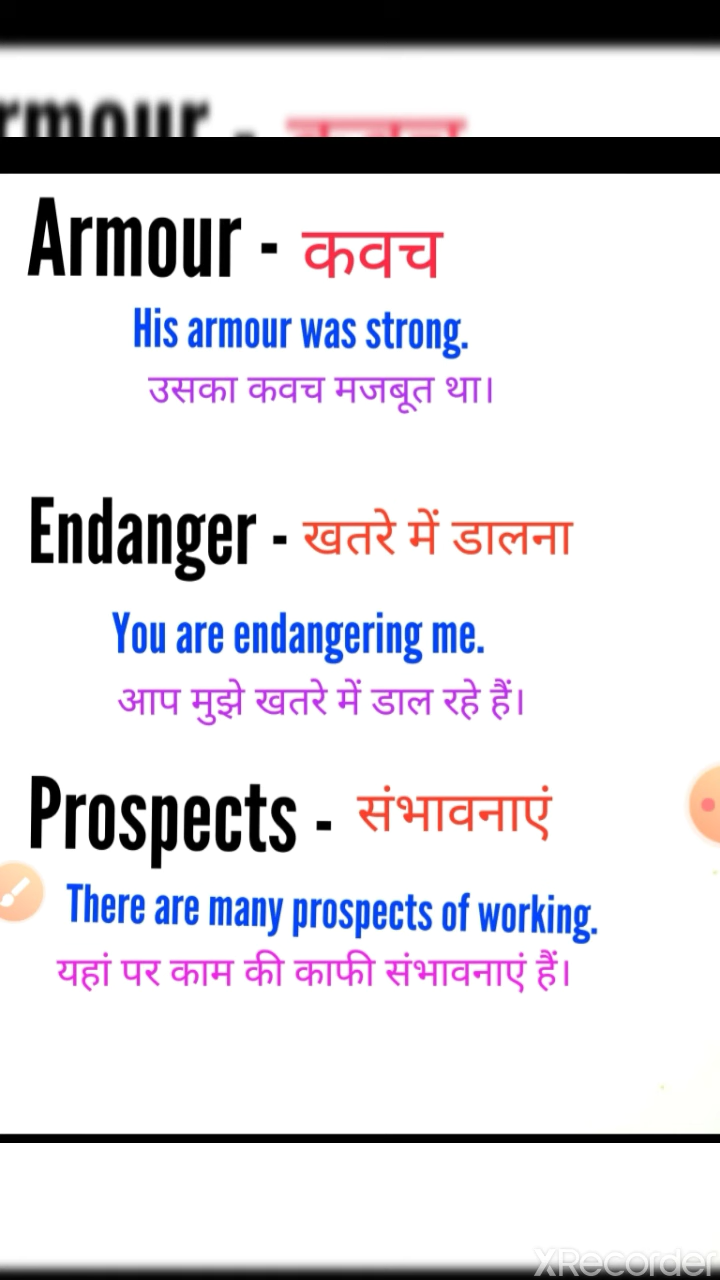 Armour - कवच
His armour was strong.
उसका कवच मजबूत था।
Endanger - खतरे में डालना
You are endangering me.
आप मुझे खतरे में डाल रहे हैं।
Prospects - संभावनाएं
There are many prospects of working.
यहां पर काम की काफी संभावनाएं हैं।
XRecorder